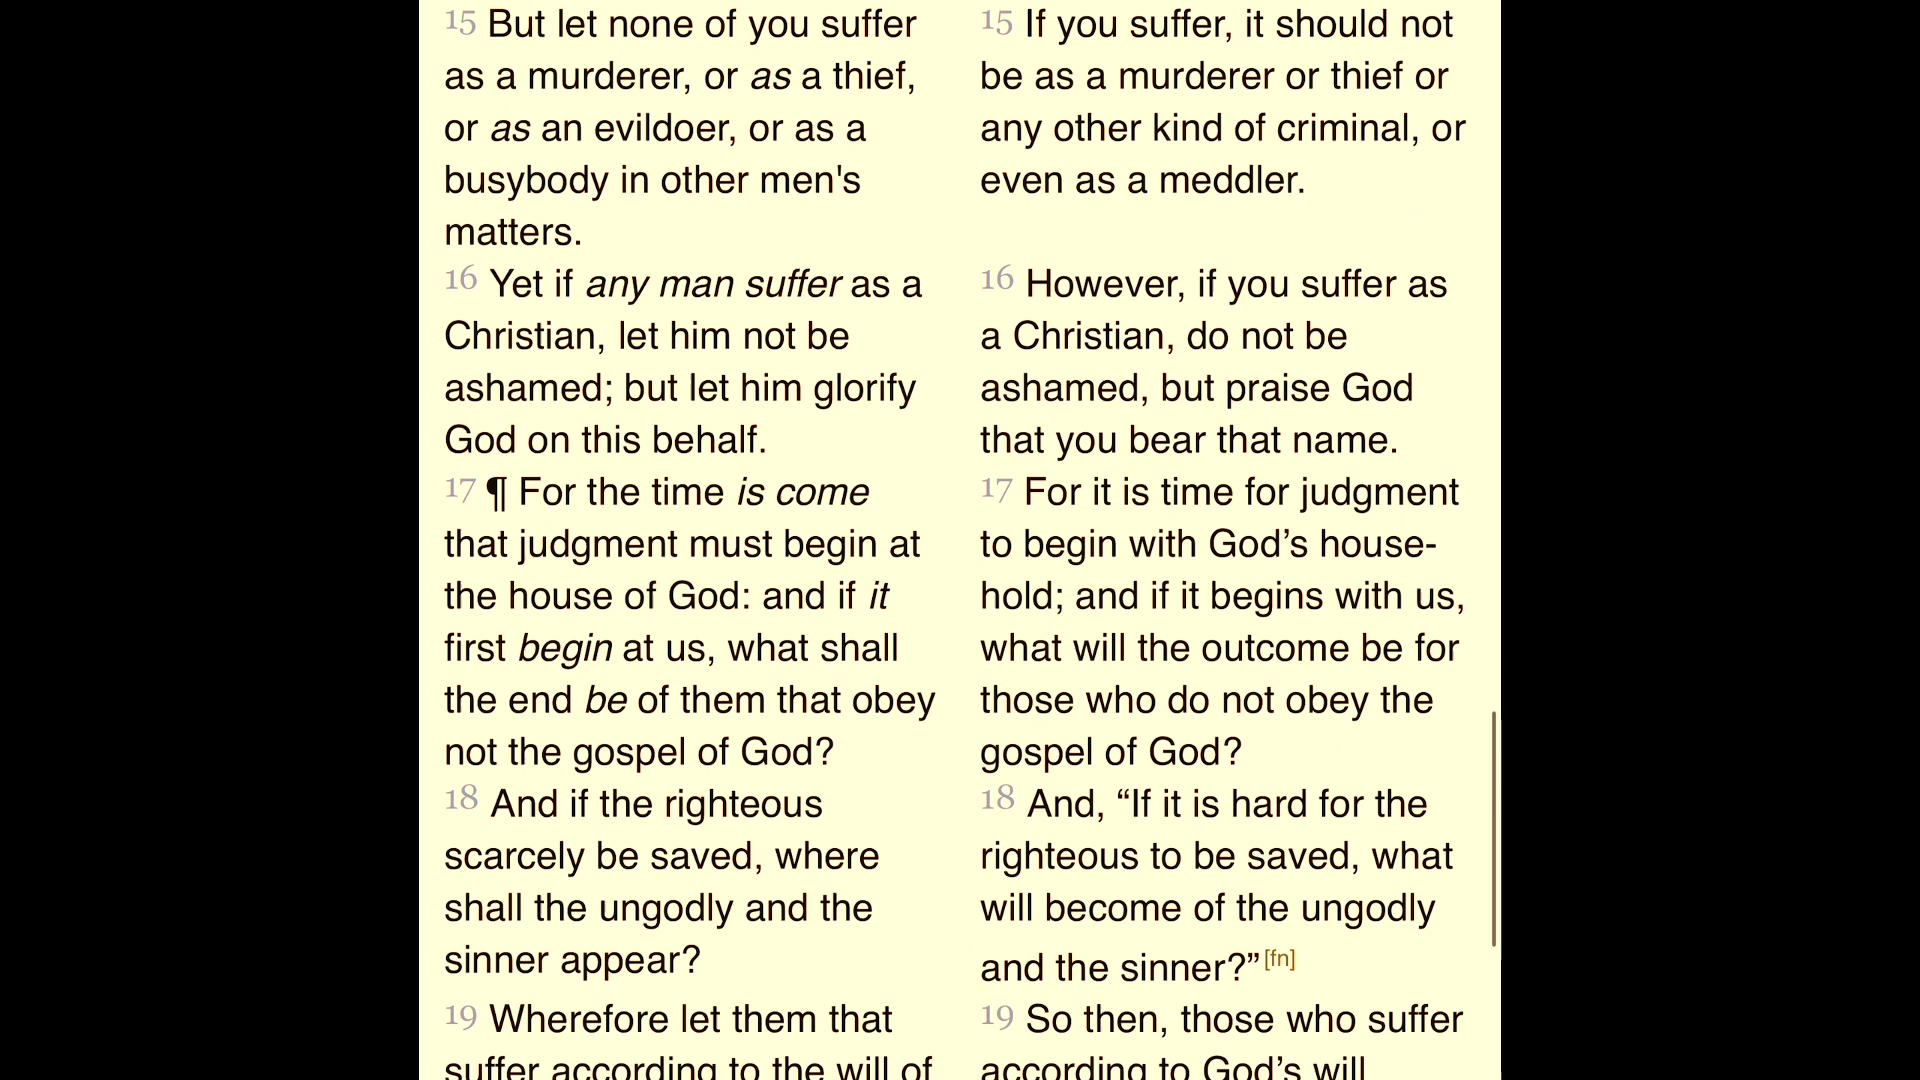 15 But let none of you suffer
as a murderer, or as a thief,
or as an evildoer, or as a
busybody in other men's
matters.
16 Yet if any man suffer as a
Christian, let him not be
ashamed; but let him glorify
God on this behalf.
17 ¶ For the time is come
that judgment must begin at
the house of God: and if it
first begin at us, what shall
the end be of them that obey
not the gospel of God?
18 And if the righteous
scarcely be saved, where
shall the ungodly and the
sinner appear?
19 Wherefore let them that
suffer according to the will of
15 If you suffer, it should not
be as a murderer or thief or
any other kind of criminal, or
even as a meddler.
16 However, if you suffer as
a Christian, do not be
ashamed, but praise God
that you bear that name.
17 For it is time for judgment
to begin with God’s house-
hold; and if it begins with us,
what will the outcome be for
those who do not obey the
gospel of God?
18 And, “If it is hard for the
righteous to be saved, what
will become of the ungodly
and the sinner?” [fn]
19 So then, those who suffer
according to God’s will